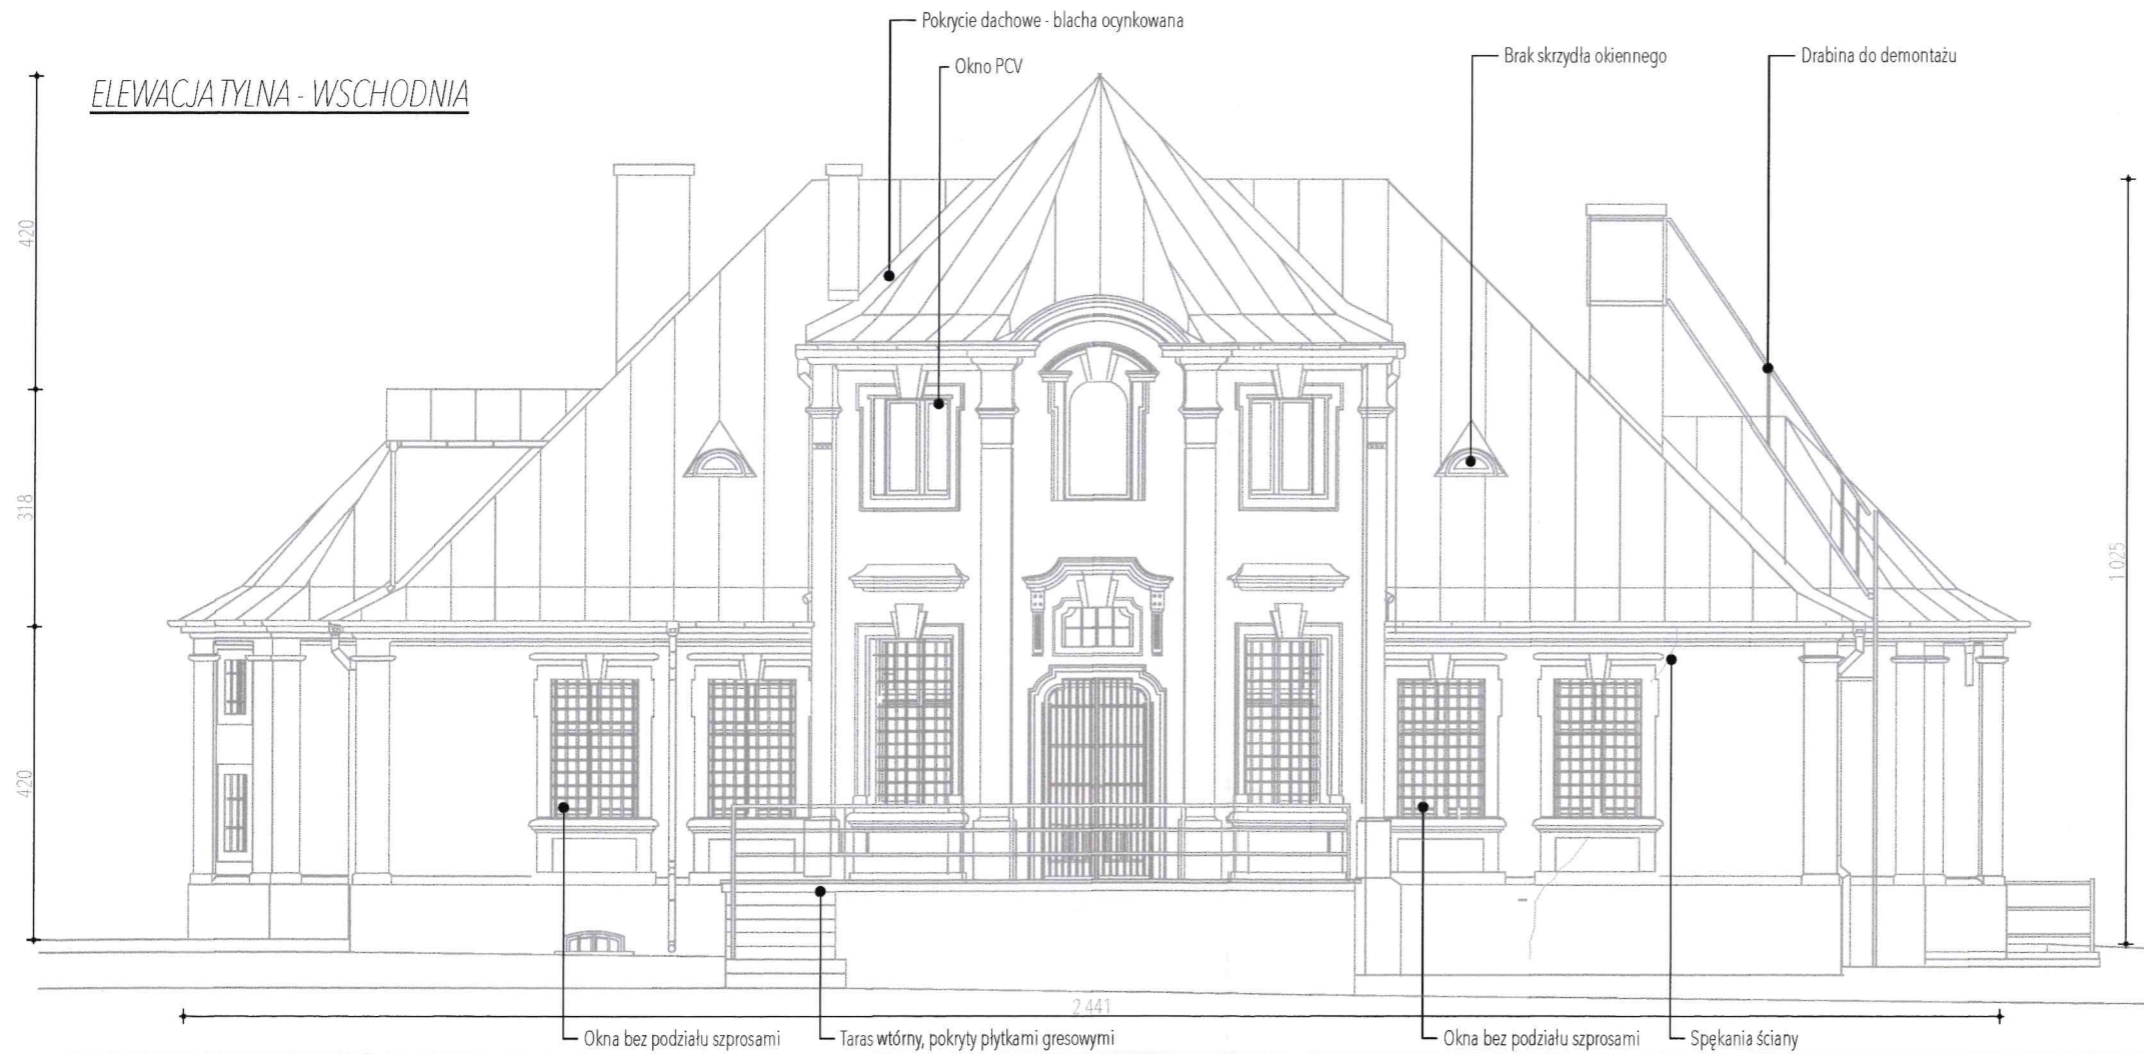 Pokrycie dachowe - blacha ocynkowana
Okno PCV
Brak skrzydła okiennego
Drabina do demontażu
ELEWACJA TYLNA - WSCHODNIA
420
318
1 025
420
2 441
Okna bez podziału szprosami
Taras wtórny, pokryty płytkami gresowymi
Okna bez podziału szprosami
Spękania ściany